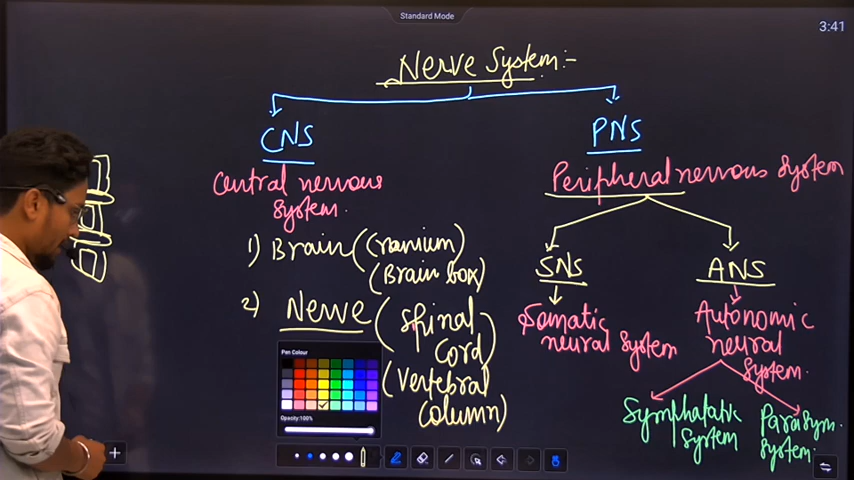 Standard Mode
3:41
Nerve System:-
CNS
PNS
Central nervous
system.
Peripheral nervous system
1) Brain (Cranium)
(Brain box)
2) Nerve (Spinal
Cord)
(Vertebral
Column)
SNS
ANS
Somatic
neural system
Autonomic
neural
system.
Symphatatic
system
Parasym.
system.
Pen Colour
Opacity:100%